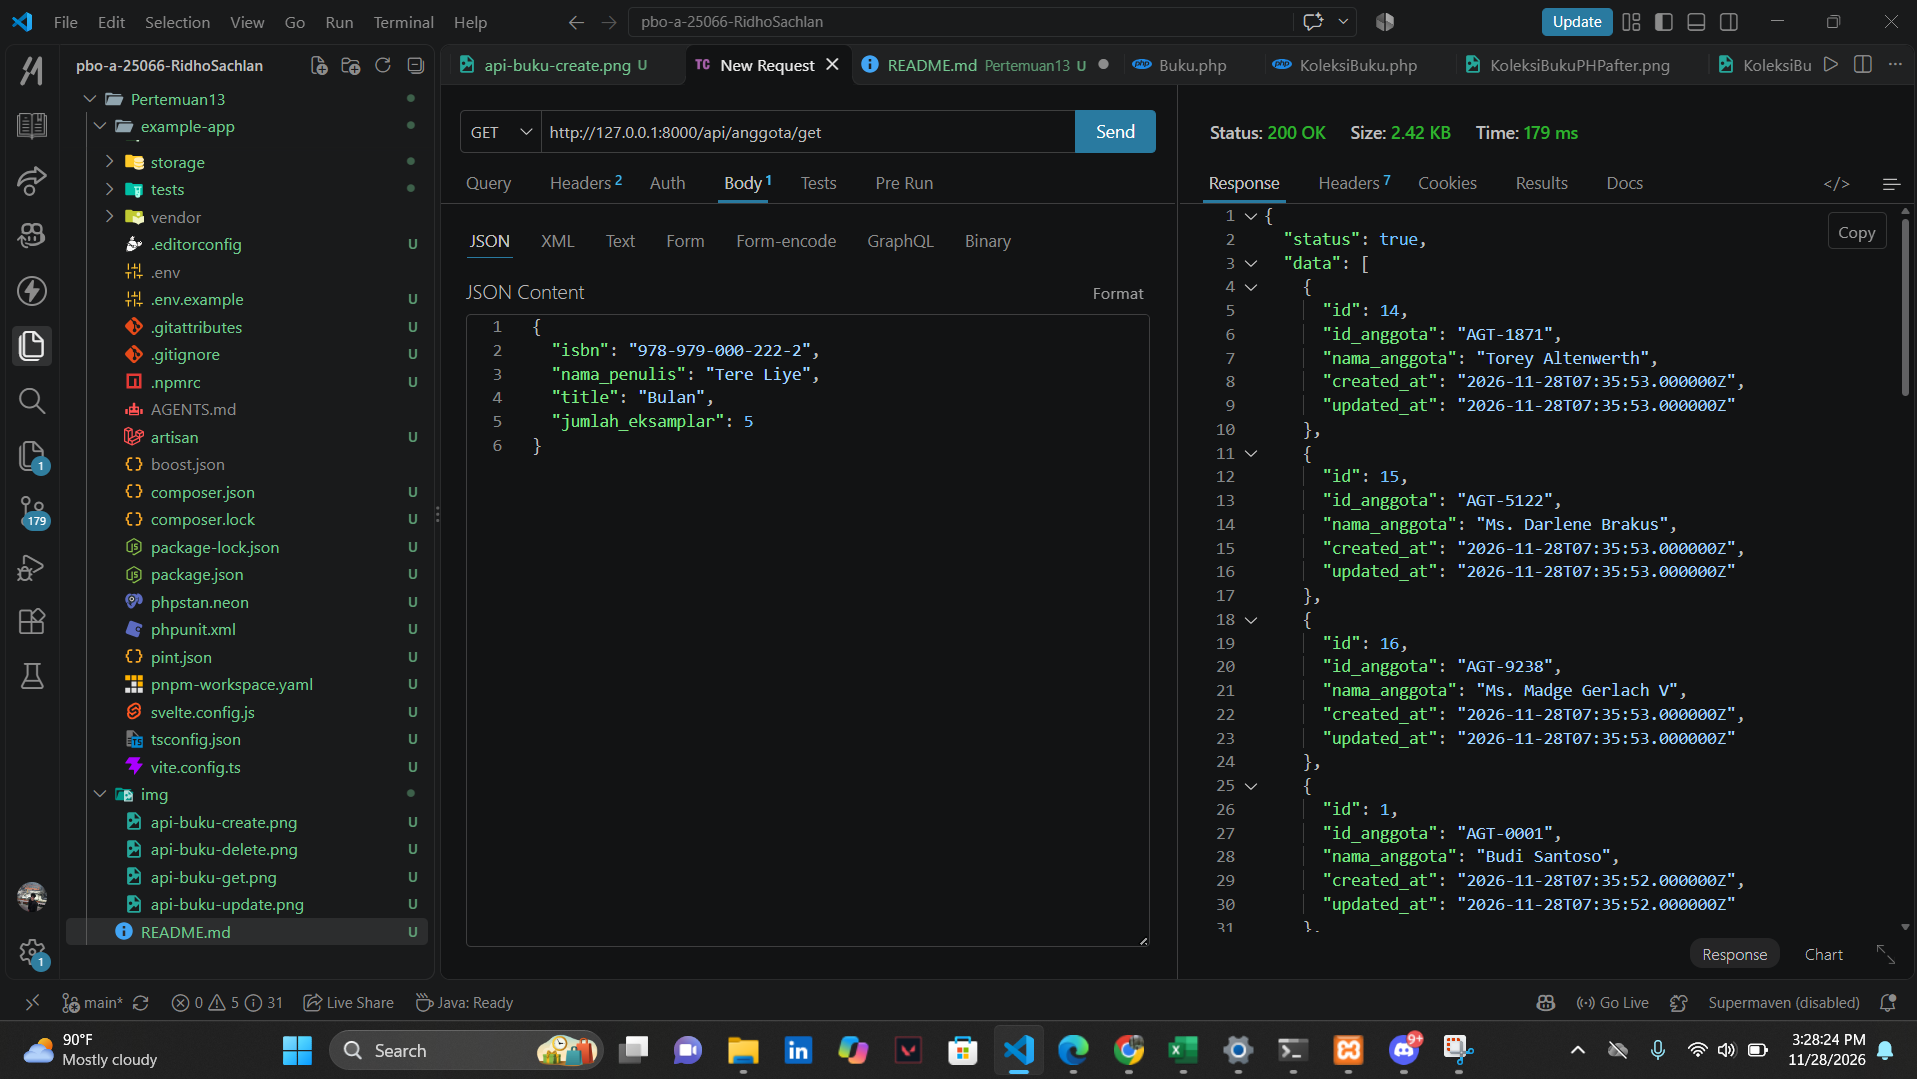 File Edit Selection View Go Run Terminal Help
pbo-a-25066-RidhoSachlan
Update
pbo-a-25066-RidhoSachlan
api-buku-create.png U
TC New Request
README.md Pertemuan13 U
php Buku.php
php KoleksiBuku.php
KoleksiBukuPHPafter.png
KoleksiBu
Pertemuan13
example-app
storage
tests
vendor
.editorconfig U
.env
.env.example U
.gitattributes U
.gitignore U
.npmrc U
AGENTS.md
artisan U
boost.json
composer.json U
composer.lock U
package-lock.json U
package.json U
phpstan.neon U
phpunit.xml U
pint.json U
pnpm-workspace.yaml U
svelte.config.js U
tsconfig.json U
vite.config.ts U
img
api-buku-create.png U
api-buku-delete.png U
api-buku-get.png U
api-buku-update.png U
README.md U
1
179
1
GET http://127.0.0.1:8000/api/anggota/get Send
Query Headers 2 Auth Body 1 Tests Pre Run
JSON XML Text Form Form-encode GraphQL Binary
JSON Content Format
1 {
2 "isbn": "978-979-000-222-2",
3 "nama_penulis": "Tere Liye",
4 "title": "Bulan",
5 "jumlah_eksamplar": 5
6 }
Status: 200 OK Size: 2.42 KB Time: 179 ms
Response Headers 7 Cookies Results Docs </>
Copy
1 {
2 "status": true,
3 "data": [
4 {
5 "id": 14,
6 "id_anggota": "AGT-1871",
7 "nama_anggota": "Torey Altenwerth",
8 "created_at": "2026-11-28T07:35:53.000000Z",
9 "updated_at": "2026-11-28T07:35:53.000000Z"
10 },
11 {
12 "id": 15,
13 "id_anggota": "AGT-5122",
14 "nama_anggota": "Ms. Darlene Brakus",
15 "created_at": "2026-11-28T07:35:53.000000Z",
16 "updated_at": "2026-11-28T07:35:53.000000Z"
17 },
18 {
19 "id": 16,
20 "id_anggota": "AGT-9238",
21 "nama_anggota": "Ms. Madge Gerlach V",
22 "created_at": "2026-11-28T07:35:53.000000Z",
23 "updated_at": "2026-11-28T07:35:53.000000Z"
24 },
25 {
26 "id": 1,
27 "id_anggota": "AGT-0001",
28 "nama_anggota": "Budi Santoso",
29 "created_at": "2026-11-28T07:35:52.000000Z",
30 "updated_at": "2026-11-28T07:35:52.000000Z"
31 },
Response Chart
main* 0 5 31 Live Share Java: Ready
Go Live Supermaven (disabled)
90°F
Mostly cloudy
Search
9+
3:28:24 PM
11/28/2026